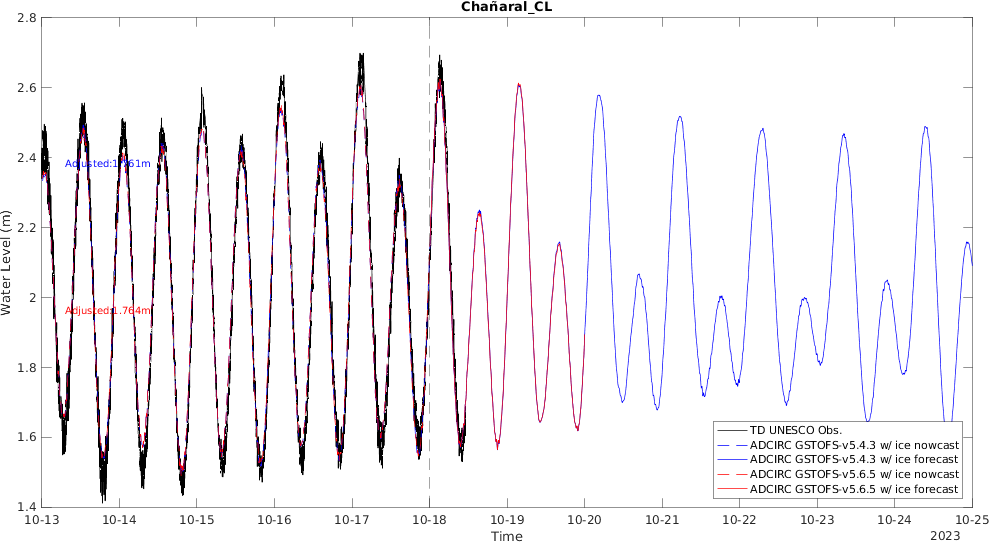 Chañaral_CL
Water Level (m)
2.8
2.6
2.4
2.2
2
1.8
1.6
1.4
Adjusted:1.761m
Adjusted:1.764m
TD UNESCO Obs.
ADCIRC GSTOFS-v5.4.3 w/ ice nowcast
ADCIRC GSTOFS-v5.4.3 w/ ice forecast
ADCIRC GSTOFS-v5.6.5 w/ ice nowcast
ADCIRC GSTOFS-v5.6.5 w/ ice forecast
10-13 10-14 10-15 10-16 10-17 10-18 10-19 10-20 10-21 10-22 10-23 10-24 10-25
Time
2023